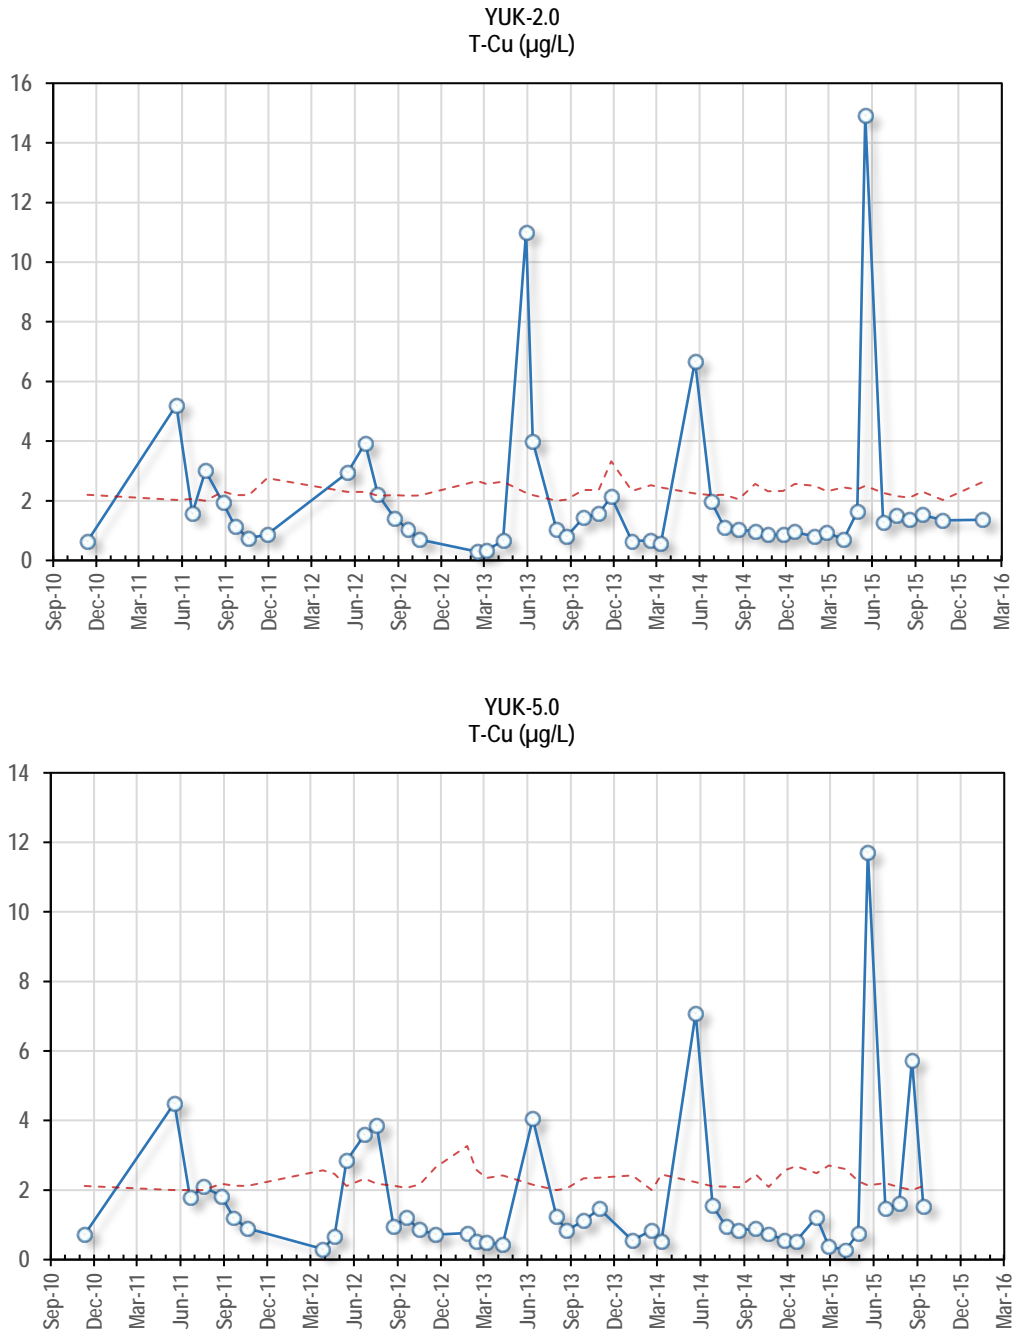 YUK-2.0
T-Cu (µg/L)
16
14
12
10
8
6
4
2
0
Sep-10
Dec-10
Mar-11
Jun-11
Sep-11
Dec-11
Mar-12
Jun-12
Sep-12
Dec-12
Mar-13
Jun-13
Sep-13
Dec-13
Mar-14
Jun-14
Sep-14
Dec-14
Mar-15
Jun-15
Sep-15
Dec-15
Mar-16
YUK-5.0
T-Cu (µg/L)
14
12
10
8
6
4
2
0
Sep-10
Dec-10
Mar-11
Jun-11
Sep-11
Dec-11
Mar-12
Jun-12
Sep-12
Dec-12
Mar-13
Jun-13
Sep-13
Dec-13
Mar-14
Jun-14
Sep-14
Dec-14
Mar-15
Jun-15
Sep-15
Dec-15
Mar-16